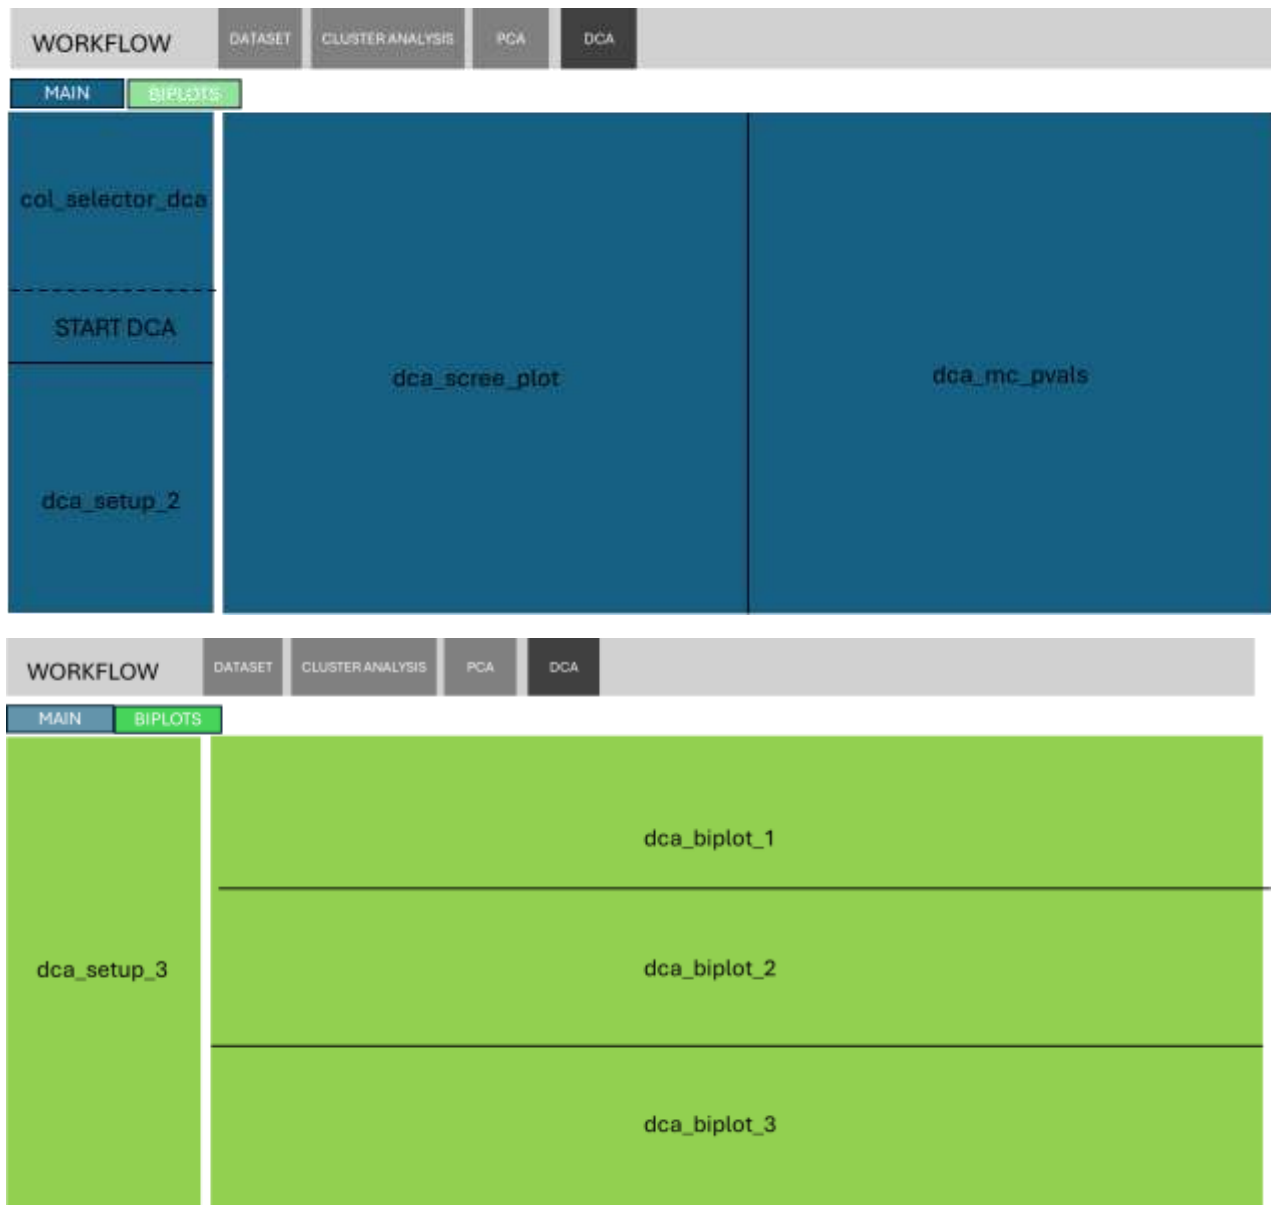 WORKFLOW DATASET CLUSTER ANALYSIS PCA DCA
MAIN BIPLOTS
col_selector_dca
START DCA
dca_scree_plot dca_mc_pvals
dca_setup_2
WORKFLOW DATASET CLUSTER ANALYSIS PCA DCA
MAIN BIPLOTS
dca_biplot_1
dca_setup_3 dca_biplot_2
dca_biplot_3